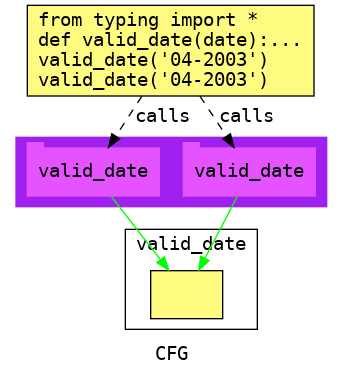 from typing import *
def valid_date(date):...
valid_date('04-2003')
valid_date('04-2003')
calls
calls
valid_date
valid_date
valid_date
CFG